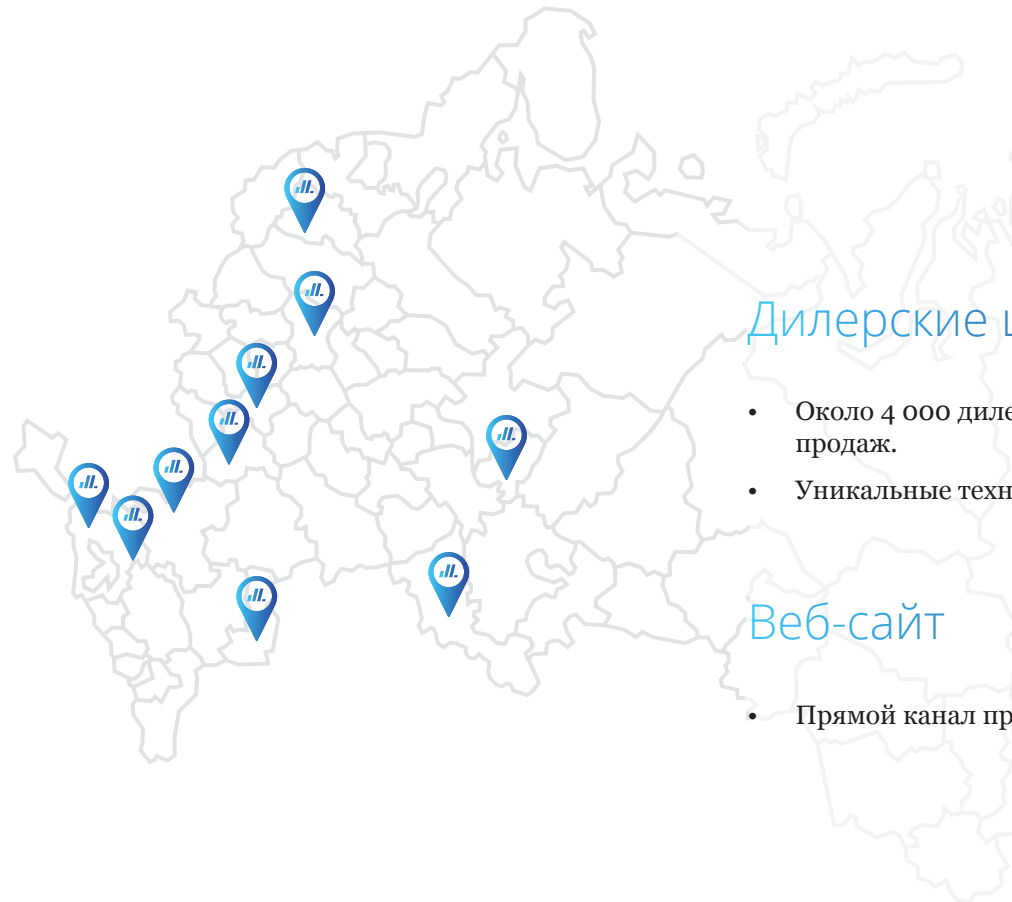 Дилерские
• Около 4 000
продаж.
• Уникальные
Веб-сайт
• Прямой канал